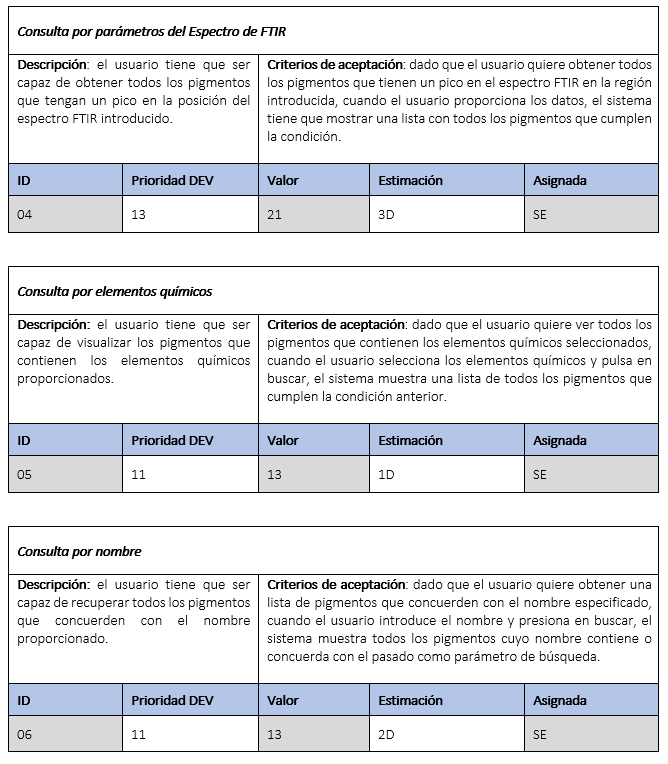 Consulta por parámetros del Espectro de FTIR
Descripción: el usuario tiene que ser
capaz de obtener todos los pigmentos
que tengan un pico en la posición del
espectro FTIR introducido.
Criterios de aceptación: dado que el usuario quiere obtener todos
los pigmentos que tienen un pico en el espectro FTIR en la región
introducida, cuando el usuario proporciona los datos, el sistema
tiene que mostrar una lista con todos los pigmentos que cumplen
la condición.
ID Prioridad DEV Valor Estimación Asignada
04 13 21 3D SE
Consulta por elementos químicos
Descripción: el usuario tiene que ser
capaz de visualizar los pigmentos que
contienen los elementos químicos
proporcionados.
Criterios de aceptación: dado que el usuario quiere ver todos los
pigmentos que contienen los elementos químicos seleccionados,
cuando el usuario selecciona los elementos químicos y pulsa en
buscar, el sistema muestra una lista de todos los pigmentos que
cumplen la condición anterior.
ID Prioridad DEV Valor Estimación Asignada
05 11 13 1D SE
Consulta por nombre
Descripción: el usuario tiene que ser
capaz de recuperar todos los pigmentos
que concuerden con el nombre
proporcionado.
Criterios de aceptación: dado que el usuario quiere obtener una
lista de pigmentos que concuerden con el nombre especificado,
cuando el usuario introduce el nombre y presiona en buscar, el
sistema muestra todos los pigmentos cuyo nombre contiene o
concuerda con el pasado como parámetro de búsqueda.
ID Prioridad DEV Valor Estimación Asignada
06 11 13 2D SE